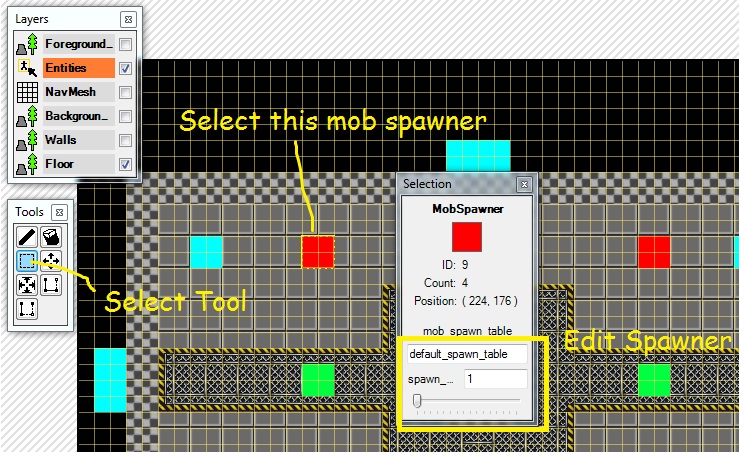 Layers
Foreground_
Entities
NavMesh
Backgroun...
Walls
Floor
Select this mob spawner
Selection
MobSpawner
ID: 9
Count: 4
Position: ( 224, 176 )
mob_spawn_table
default_spawn_table
spawn_... 1
Tools
Select Tool
Edit Spawner